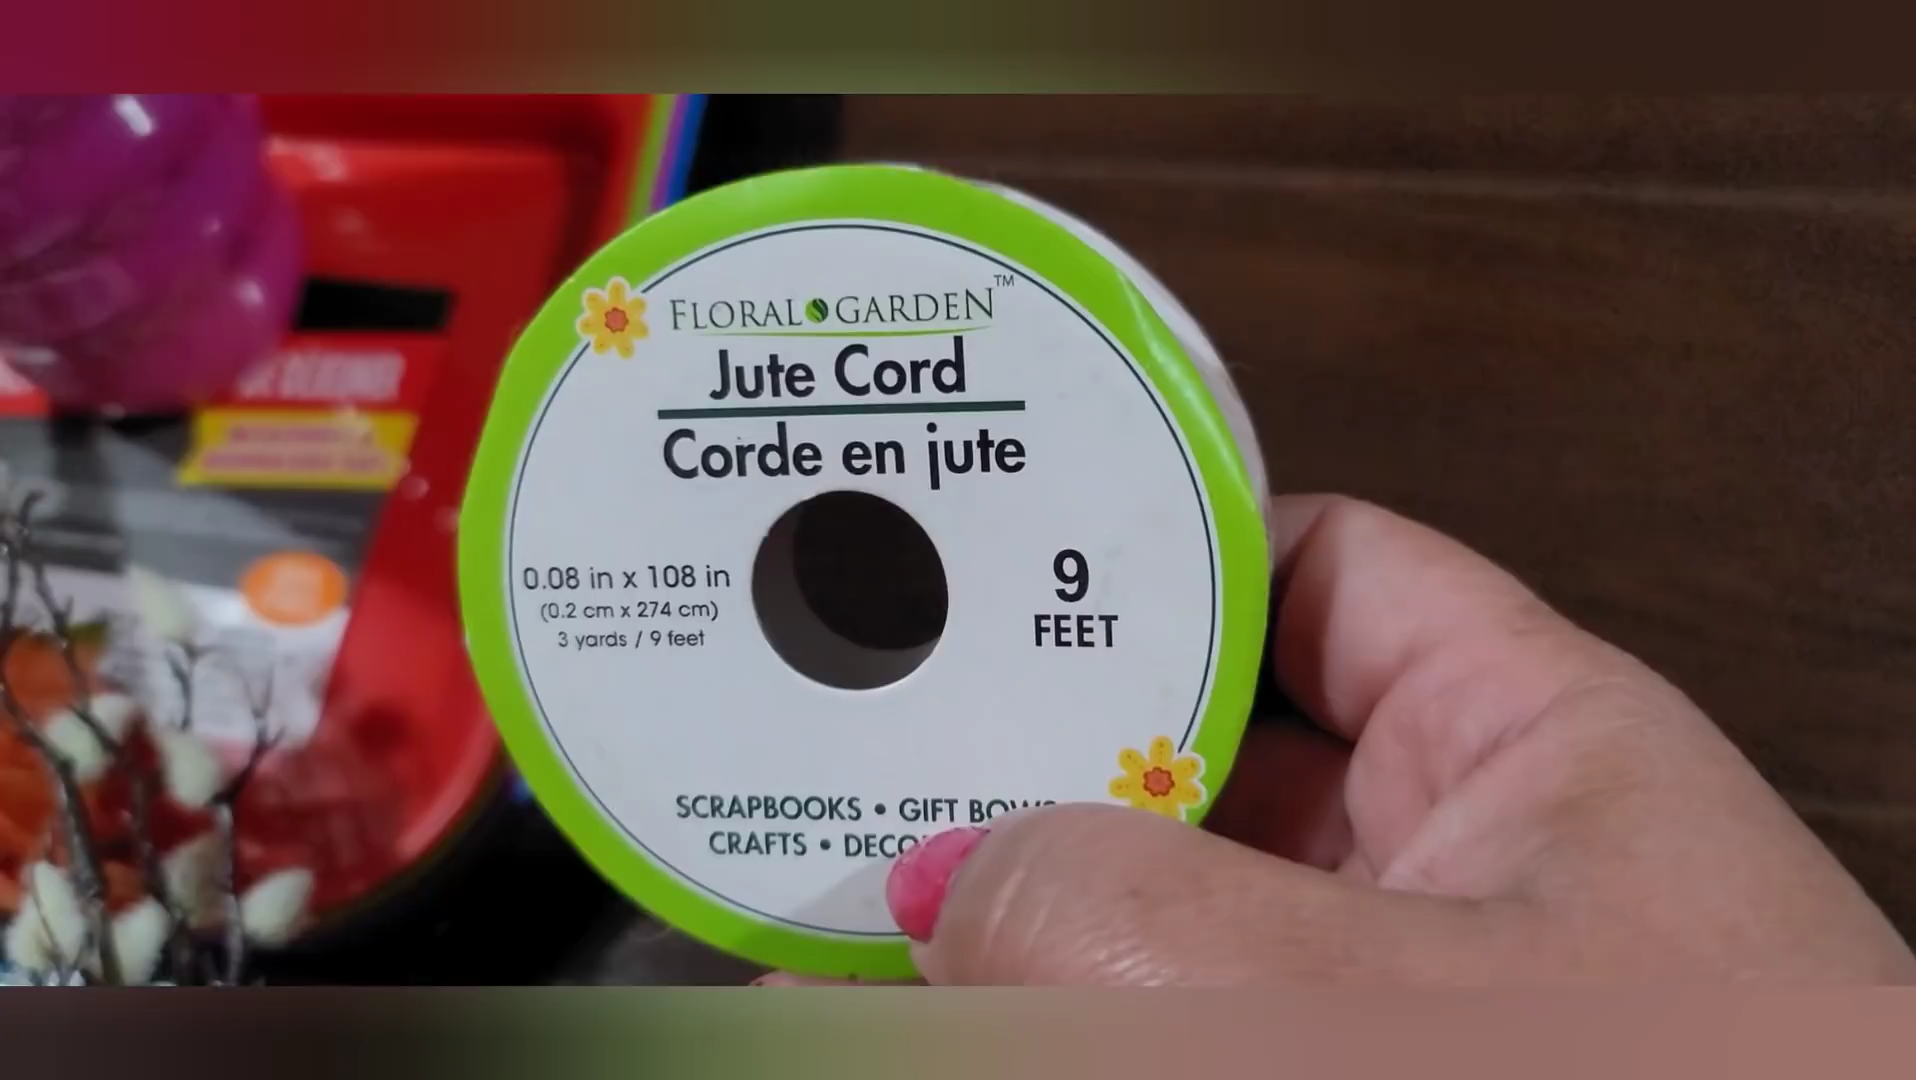 FLORAL GARDEN™
Jute Cord
Corde en jute
0.08 in x 108 in
(0.2 cm x 274 cm)
3 yards / 9 feet
9
FEET
SCRAPBOOKS • GIFT
CRAFTS •